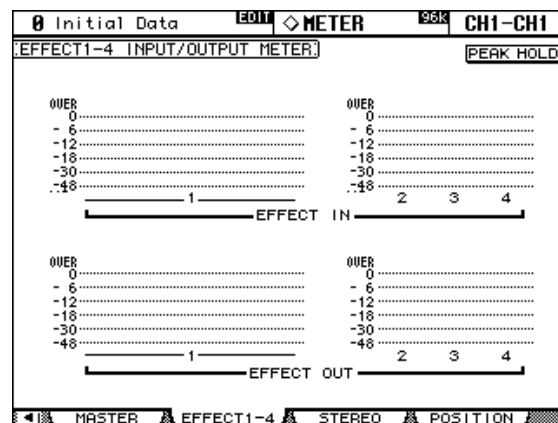 0 Initial Data EDIT ◇METER 96K CH1-CH1
EFFECT1-4 INPUT/OUTPUT METER PEAK HOLD
OVER OVER
0 0
- 6 - 6
-12 -12
-18 -18
-30 -30
-48 -48
1 2 3 4
EFFECT IN
OVER OVER
0 0
- 6 - 6
-12 -12
-18 -18
-30 -30
-48 -48
1 2 3 4
EFFECT OUT
MASTER EFFECT1-4 STEREO POSITION